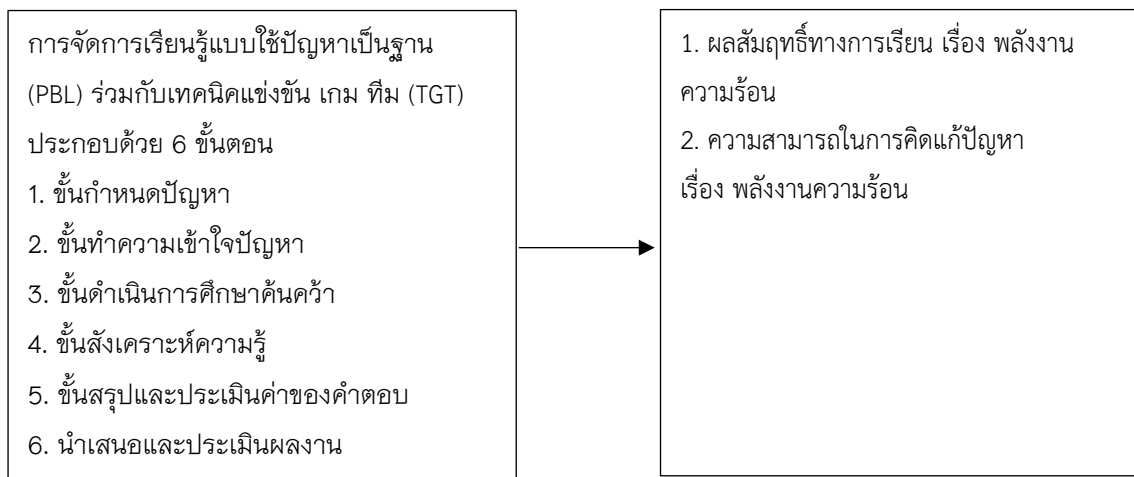 การจัดการเรียนรู้แบบใช้ปัญหาเป็นฐาน
(PBL) ร่วมกับเทคนิคแข่งขัน เกม ทีม (TGT)
ประกอบด้วย 6 ขั้นตอน
1. ขั้นกำหนดปัญหา
2. ขั้นทำความเข้าใจปัญหา
3. ขั้นดำเนินการศึกษาค้นคว้า
4. ขั้นสังเคราะห์ความรู้
5. ขั้นสรุปและประเมินค่าของคำตอบ
6. นำเสนอและประเมินผลงาน
1. ผลสัมฤทธิ์ทางการเรียน เรื่อง พลังงาน
ความร้อน
2. ความสามารถในการคิดแก้ปัญหา
เรื่อง พลังงานความร้อน